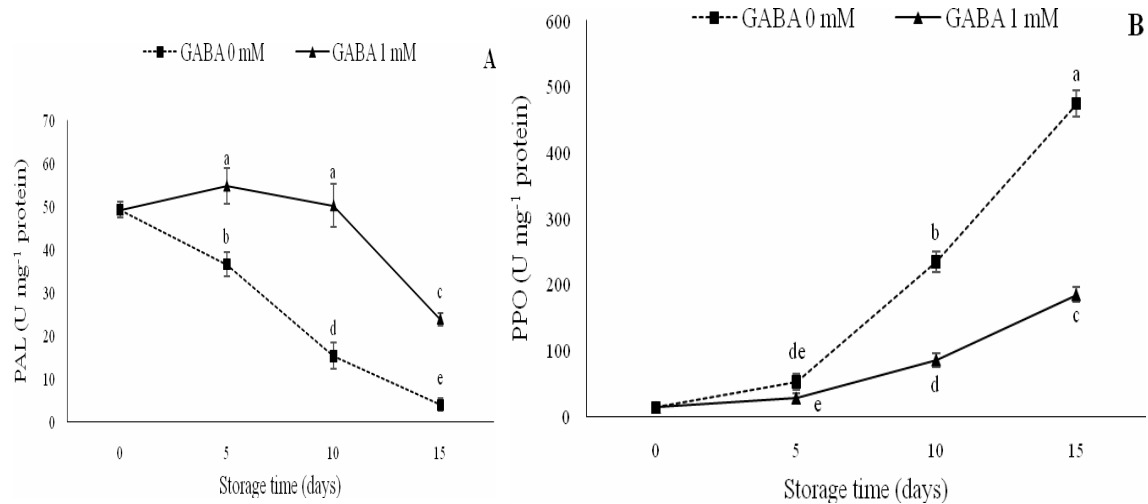 GABA 0 mM GABA 1 mM
A
PAL (U mg⁻¹ protein)
70
60
50
40
30
20
10
0
a
a
b
c
d
e
0 5 10 15
Storage time (days)
GABA 0 mM GABA 1 mM
B
PPO (U mg⁻¹ protein)
600
500
400
300
200
100
0
a
b
c
de
d
e
0 5 10 15
Storage time (days)